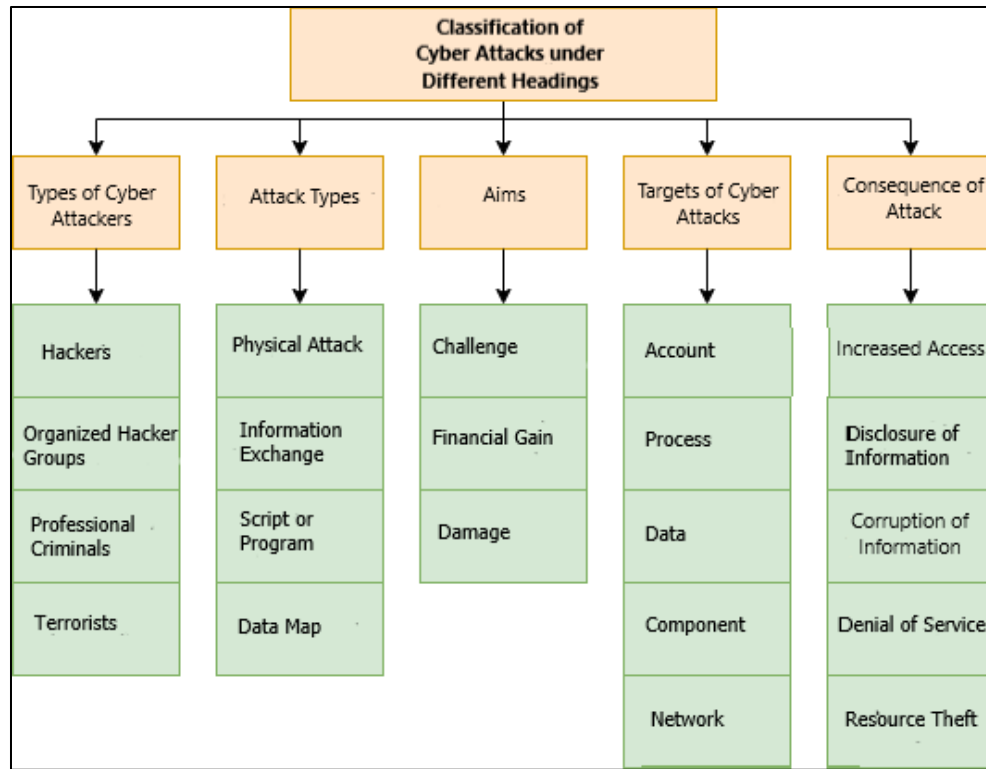 Classification of
Cyber Attacks under
Different Headings
Types of Cyber
Attackers
Attack Types
Aims
Targets of Cyber
Attacks
Consequence of
Attack
Hackers
Organized Hacker
Groups
Professional
Criminals
Terrorists
Physical Attack
Information
Exchange
Script or
Program
Data Map
Challenge
Financial Gain
Damage
Account
Process
Data
Component
Network
Increased Access
Disclosure of
Information
Corruption of
Information
Denial of Service
Resource Theft